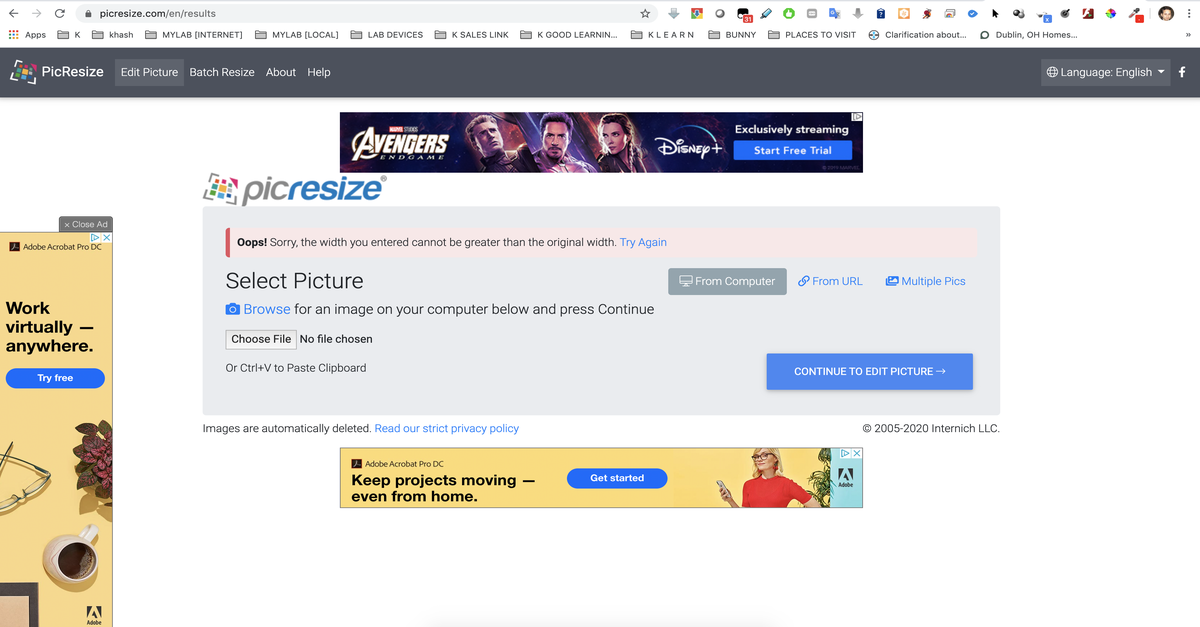 picresize.com/en/results
31
Apps K khash MYLAB [INTERNET] MYLAB [LOCAL] LAB DEVICES K SALES LINK K GOOD LEARNIN... K L E A R N BUNNY PLACES TO VISIT Clarification about... Dublin, OH Homes... »
PicResize Edit Picture Batch Resize About Help Language: English
MARVEL STUDIOS
AVENGERS
ENDGAME
Disney+
Exclusively streaming
Start Free Trial
picresize®
× Close Ad
Adobe Acrobat Pro DC
Work
virtually —
anywhere.
Try free
Adobe
Oops! Sorry, the width you entered cannot be greater than the original width. Try Again
Select Picture From Computer From URL Multiple Pics
Browse for an image on your computer below and press Continue
Choose File No file chosen
Or Ctrl+V to Paste Clipboard
CONTINUE TO EDIT PICTURE →
Images are automatically deleted. Read our strict privacy policy © 2005-2020 Internich LLC.
Adobe Acrobat Pro DC
Keep projects moving —
even from home.
Get started
Adobe